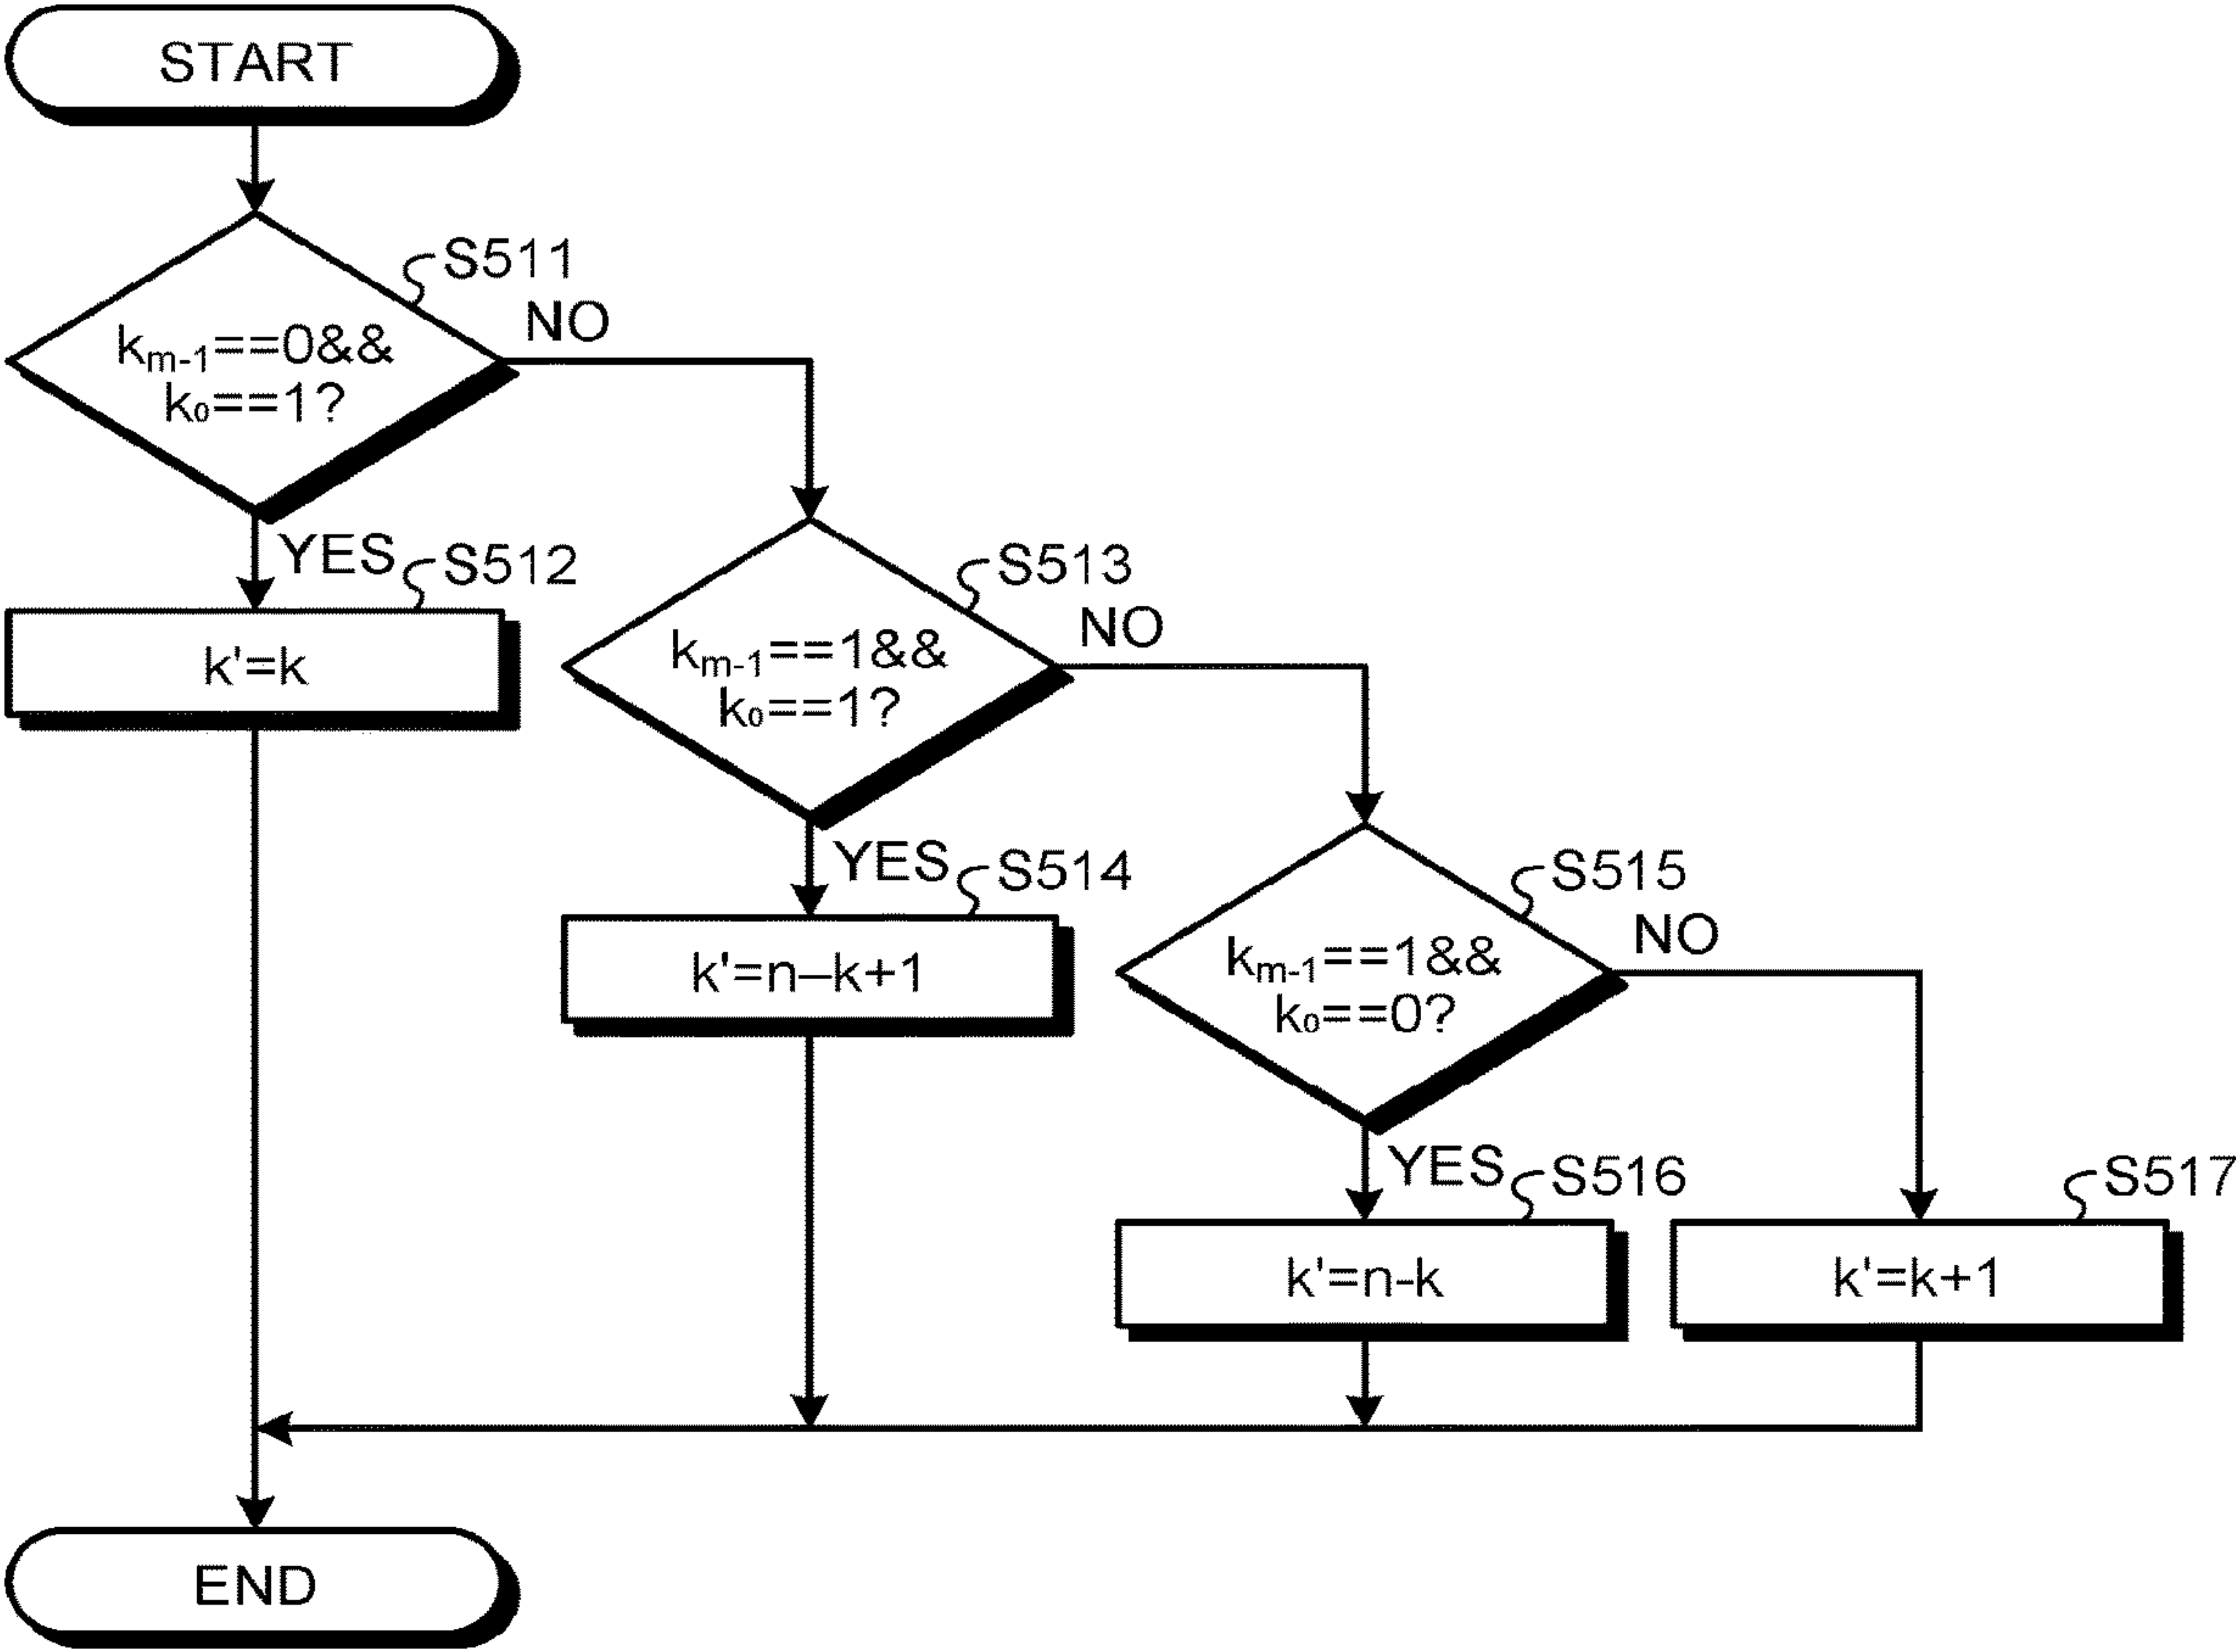 START
S511
NO
km-1==0&&
k0==1?
YES
S512
k'=k
S513
NO
km-1==1&&
k0==1?
YES
S514
k'=n–k+1
S515
NO
km-1==1&&
k0==0?
YES
S516
k'=n-k
S517
k'=k+1
END